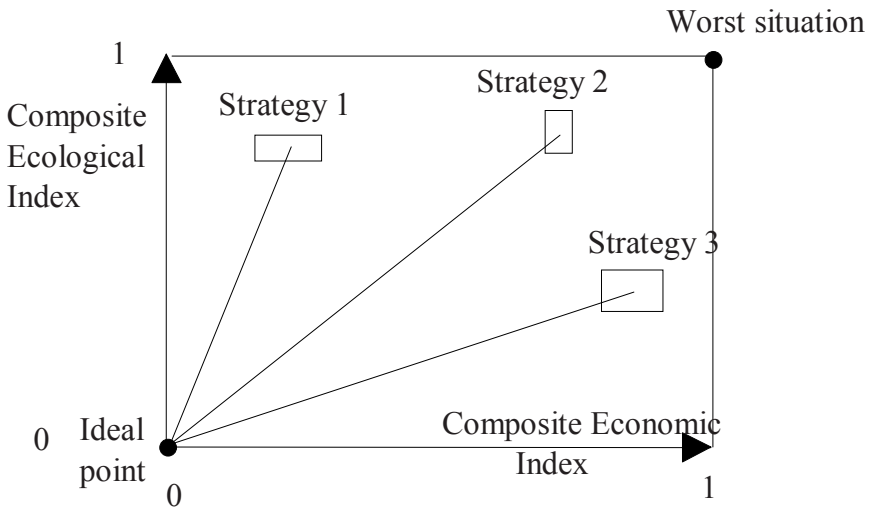 Worst situation
1
Strategy 1
Strategy 2
Composite
Ecological
Index
Strategy 3
Composite Economic
Index
0
Ideal
point
0
1